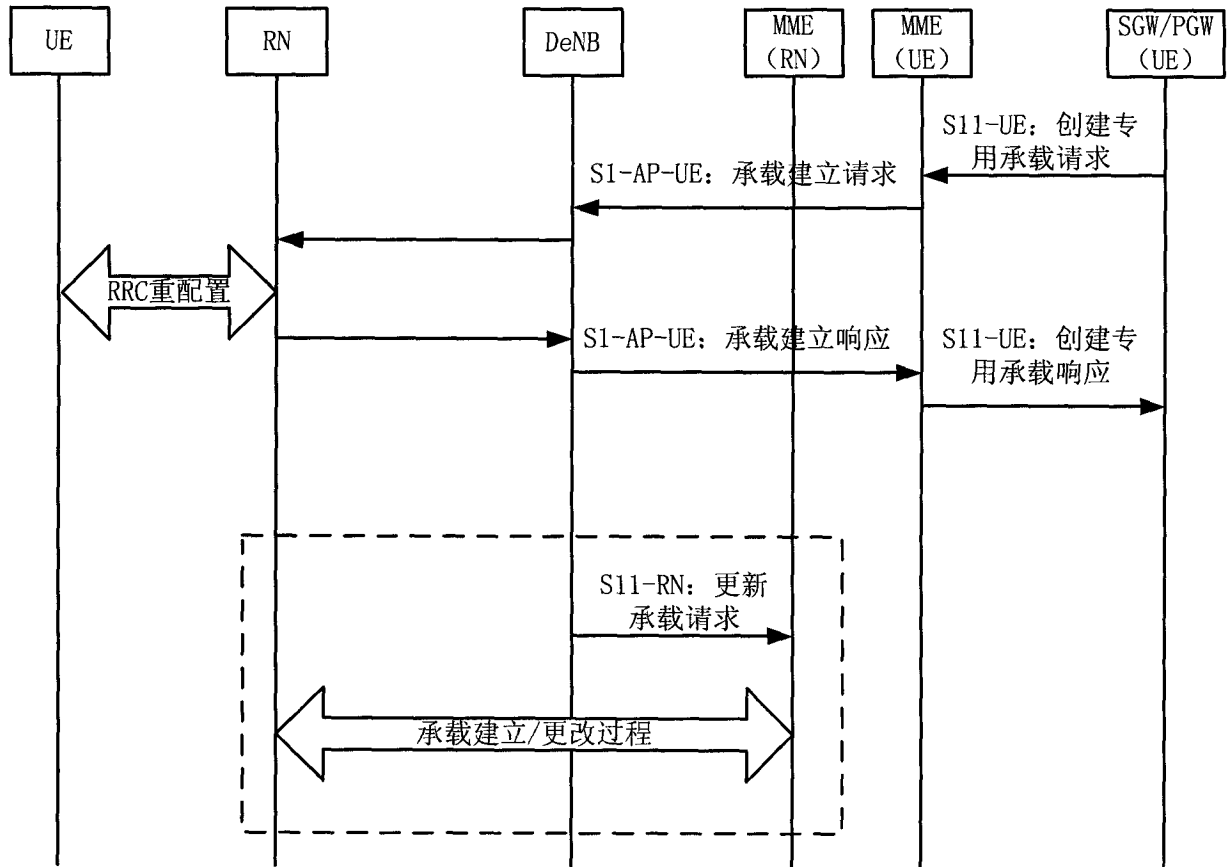 UE
RN
DeNB
MME
（RN）
MME
（UE）
SGW/PGW
（UE）
S11-UE：创建专
用承载请求
S1-AP-UE：承载建立请求
RRC重配置
S1-AP-UE：承载建立响应
S11-UE：创建专
用承载响应
S11-RN：更新
承载请求
承载建立/更改过程